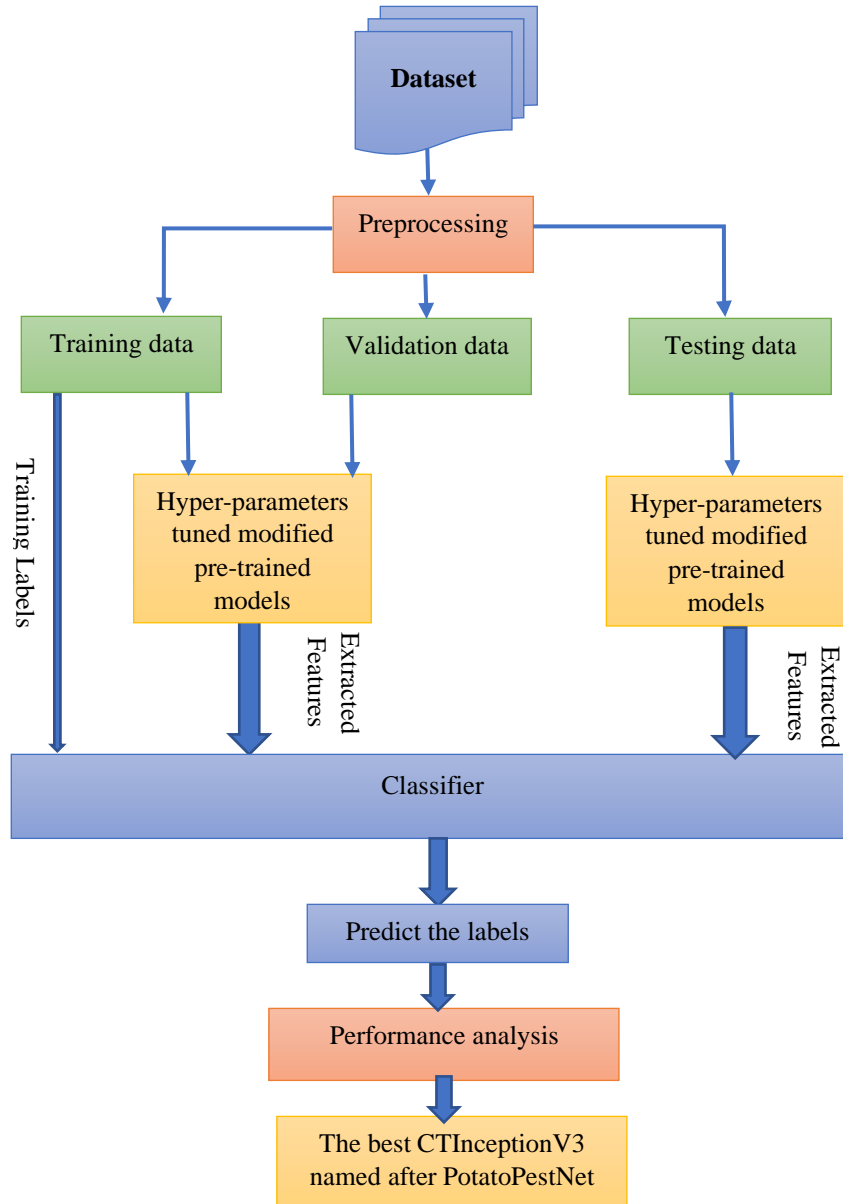 Dataset
Preprocessing
Training data
Validation data
Testing data
Training Labels
Hyper-parameters
tuned modified
pre-trained
models
Hyper-parameters
tuned modified
pre-trained
models
Extracted
Features
Extracted
Features
Classifier
Predict the labels
Performance analysis
The best CTInceptionV3
named after PotatoPestNet